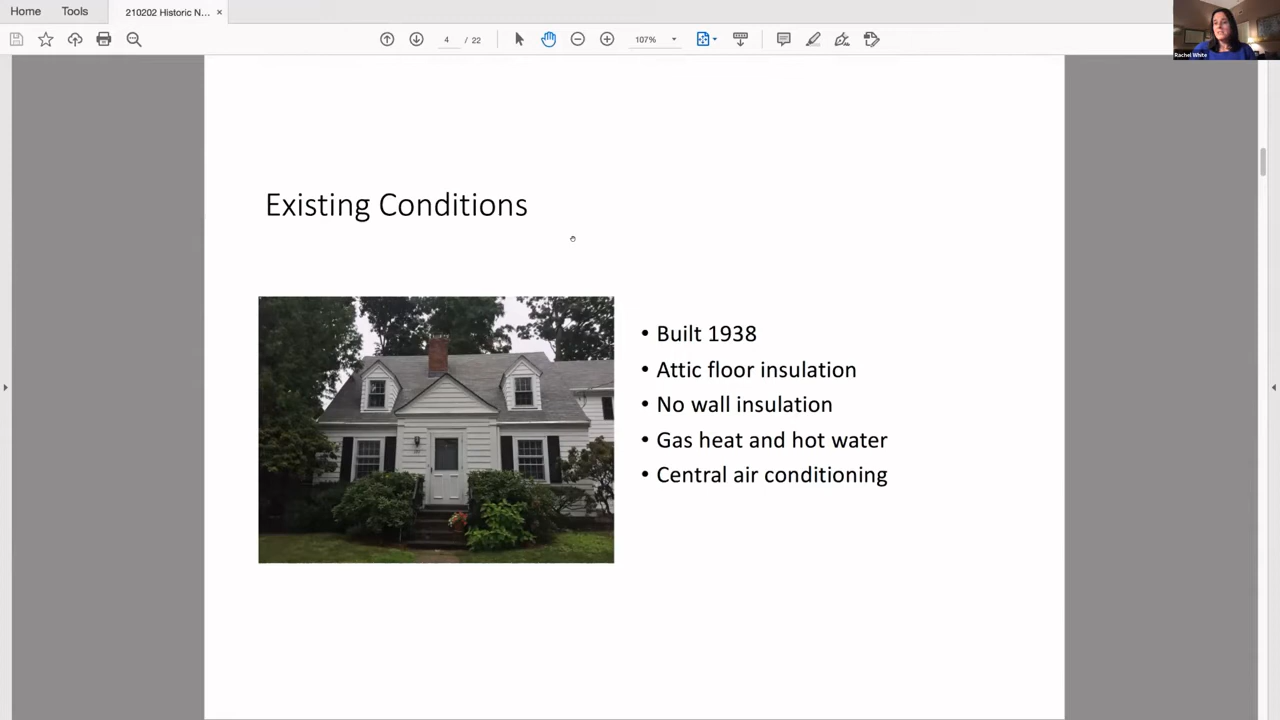 Home
Tools
210202 Historic N...
4 / 22
107%
Rachel White
Existing Conditions
• Built 1938
• Attic floor insulation
• No wall insulation
• Gas heat and hot water
• Central air conditioning